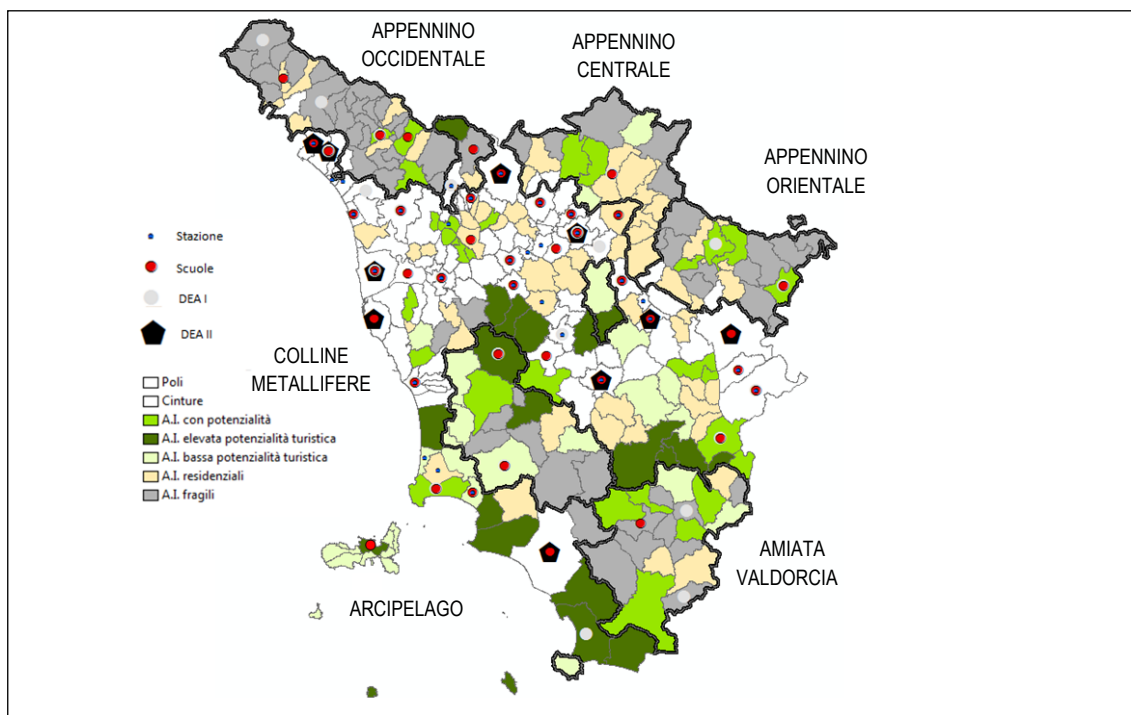 APPENNINO
OCCIDENTALE
APPENNINO
CENTRALE
APPENNINO
ORIENTALE
Stazione
Scuole
DEA I
DEA II
COLLINE
METALLIFERE
Poli
Cinture
A.I. con potenzialità
A.I. elevata potenzialità turistica
A.I. bassa potenzialità turistica
A.I. residenziali
A.I. fragili
AMIATA
VALDORCIA
ARCIPELAGO